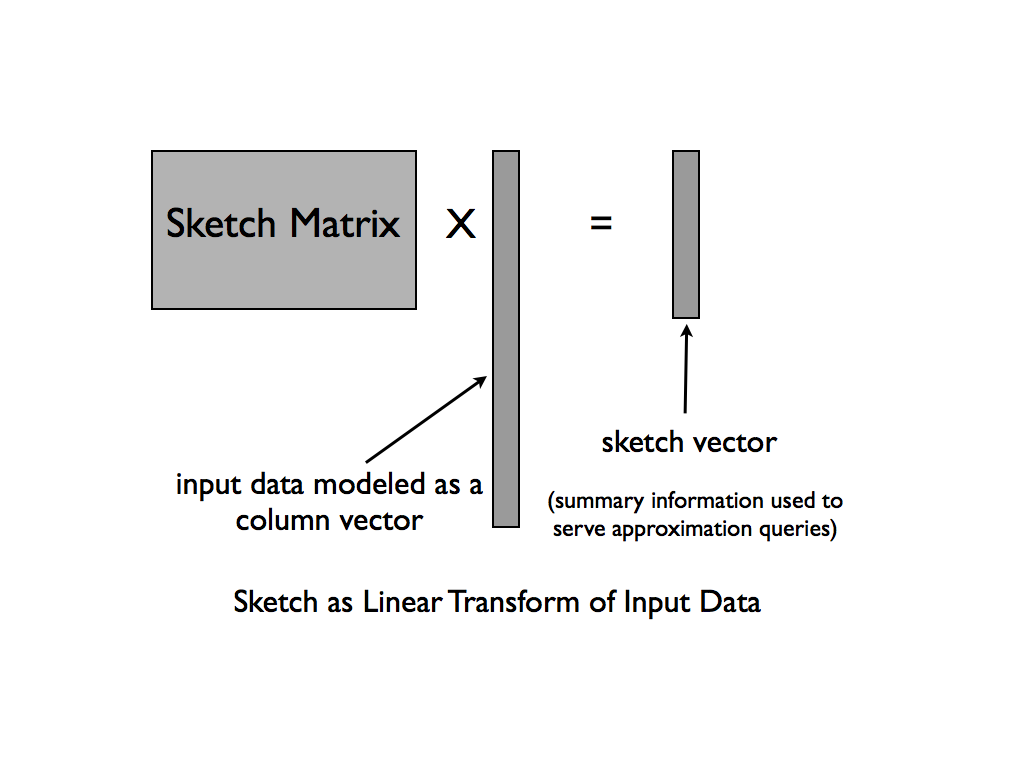 Sketch Matrix X =
sketch vector
input data modeled as a
column vector
(summary information used to
serve approximation queries)
Sketch as Linear Transform of Input Data